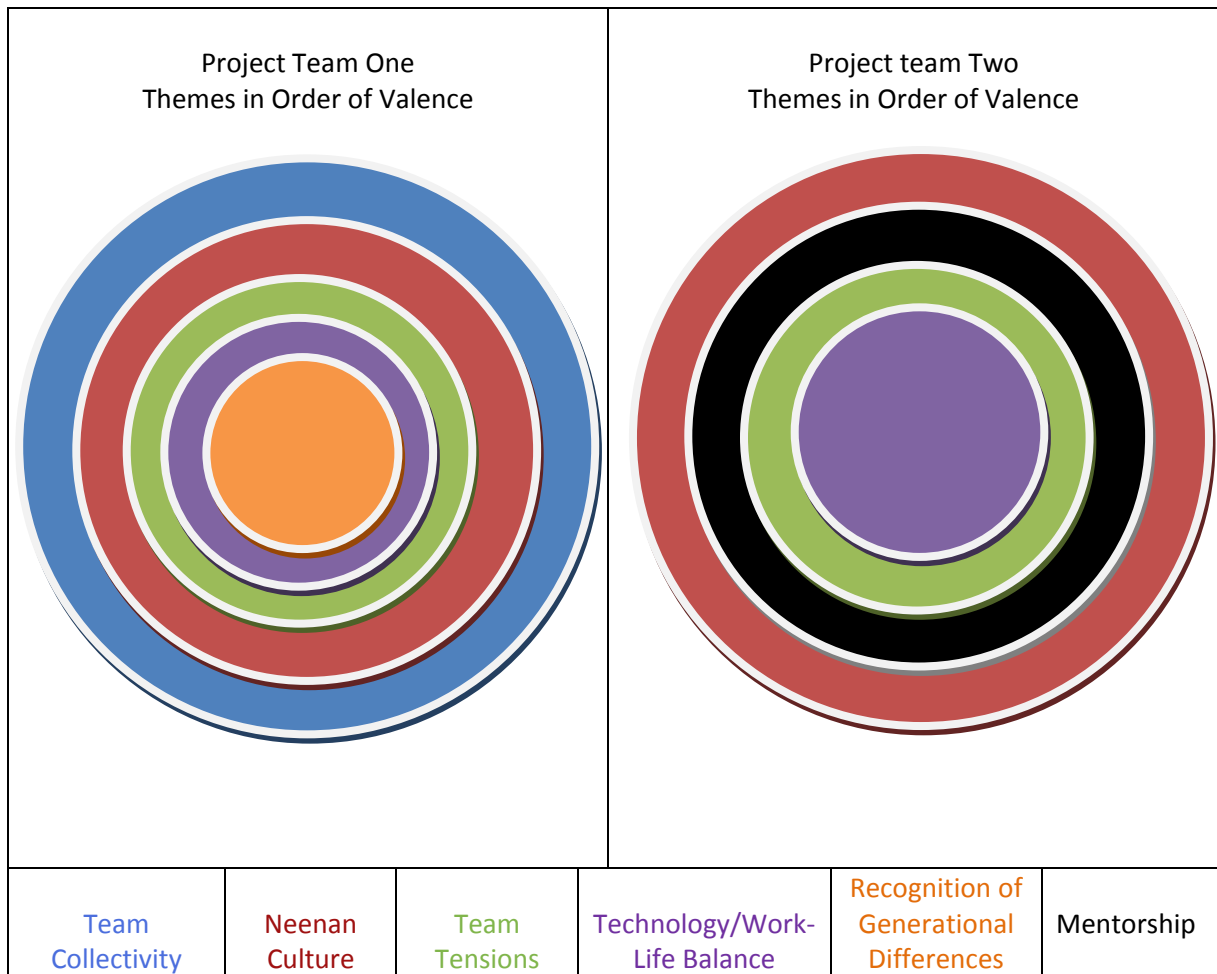 Project Team One
Themes in Order of Valence
Project team Two
Themes in Order of Valence
Team
Collectivity
Neenan
Culture
Team
Tensions
Technology/Work-
Life Balance
Recognition of
Generational
Differences
Mentorship